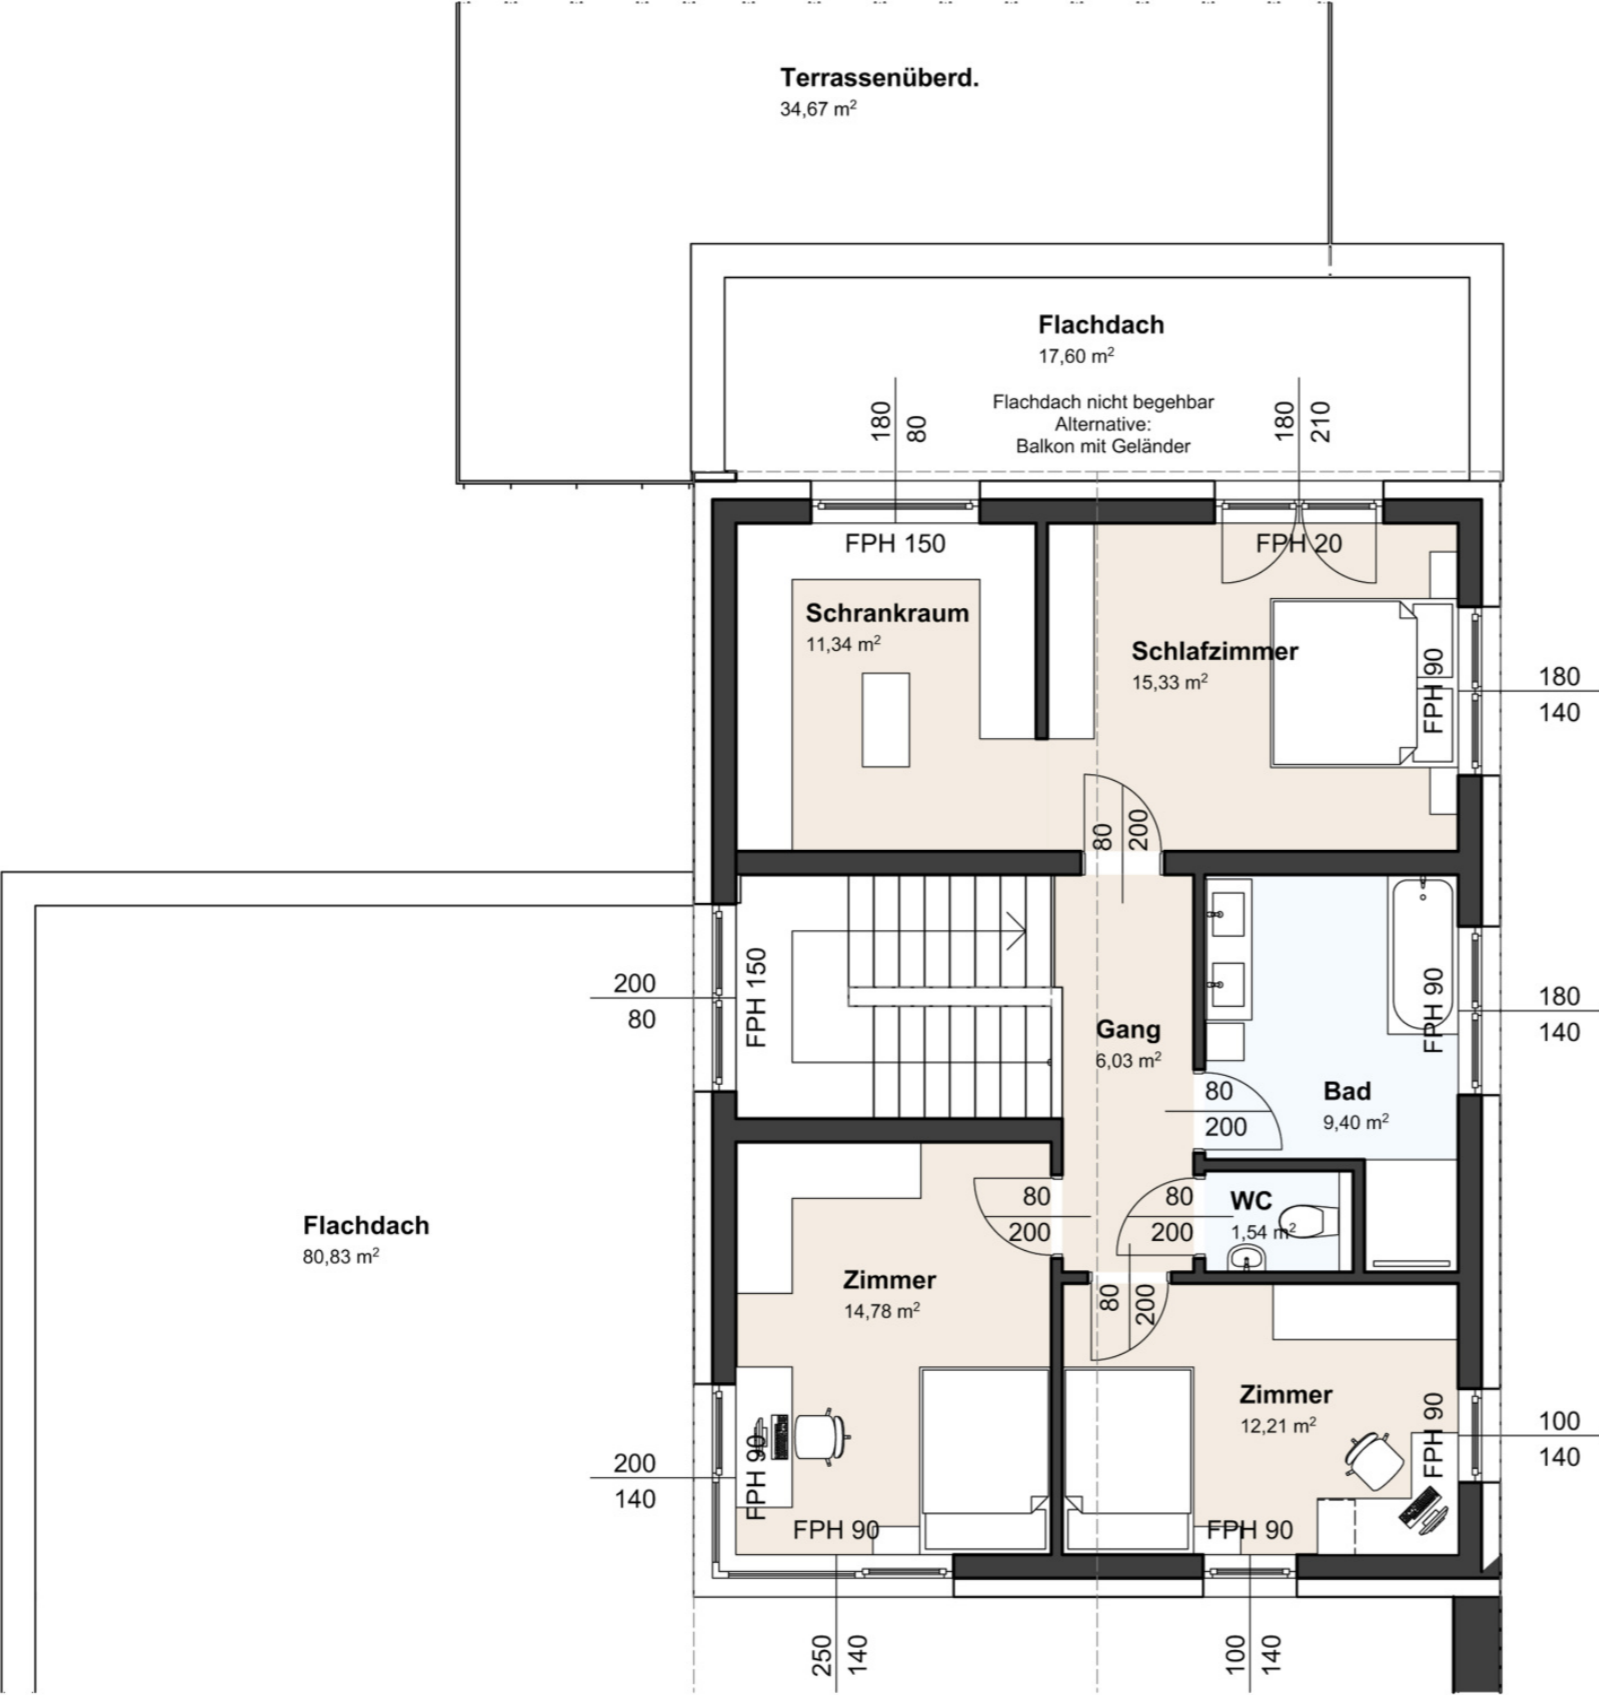 Terrassenüberd.
34,67 m²
Flachdach
17,60 m²
Flachdach nicht begehbar
Alternative:
Balkon mit Geländer
180
80
180
210
FPH 150
FPH 20
Schrankraum
11,34 m²
Schlafzimmer
15,33 m²
FPH 90
180
140
80
200
200
80
FPH 150
Gang
6,03 m²
FPH 90
180
140
80
200
Bad
9,40 m²
80
200
80
200
WC
1,54 m²
Flachdach
80,83 m²
Zimmer
14,78 m²
80
200
Zimmer
12,21 m²
FPH 90
100
140
200
140
FPH 90
FPH 90
FPH 90
250
140
100
140